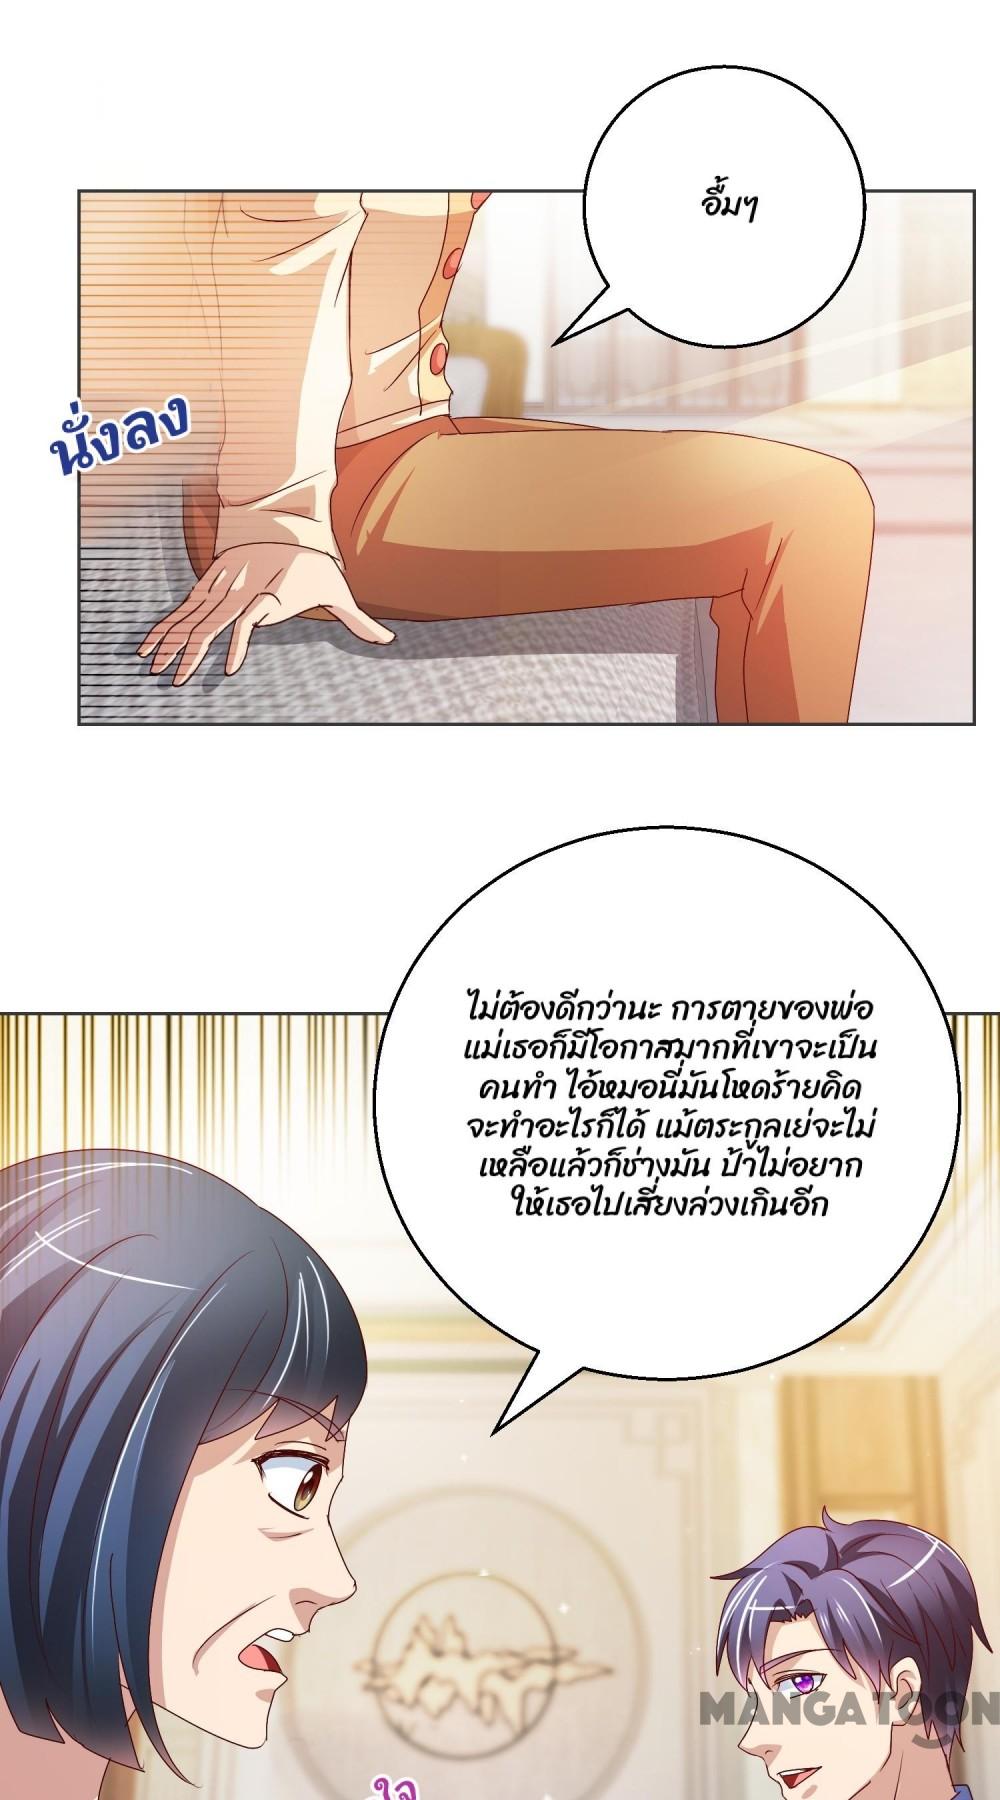 อื้มๆ
นั่งลง
ไม่ต้องดีกว่านะ การตายของพ่อ
แม่เธอก็มีโอกาสมากที่เขาจะเป็น
คนทำ ไอ้หมอนี่มันโหดร้ายคิด
จะทำอะไรก็ได้ แม้ตระกูลเย่จะไม่
เหลือแล้วก็ช่างมัน ป้าไม่อยาก
ให้เธอไปเสี่ยงล่วงเกินอีก
MANGATOON
ใจ